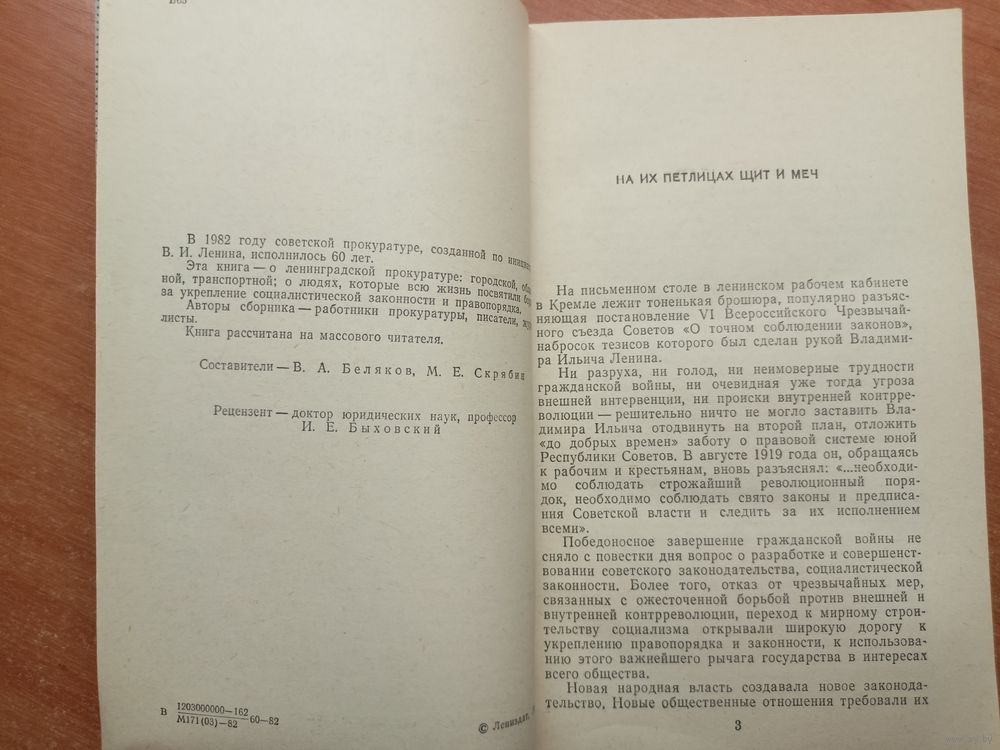 Б65
В 1982 году советской прокуратуре, созданной по
В. И. Ленина, исполнилось 60 лет.
Эта книга — о ленинградской прокуратуре: городской,
ной, транспортной; о людях, которые всю жизнь посвятили
за укрепление социалистической законности и правопорядка,
Авторы сборника — работники прокуратуры, писатели,
листы.
Книга рассчитана на массового читателя.
Составители — В. А. Беляков, М. Е. Скрябин
Рецензент — доктор юридических наук, профессор
И. Е. Быховский
В 1203000000—162
М171(03)—82 60—82
© Лениздат,
НА ИХ ПЕТЛИЦАХ ЩИТ И МЕЧ
На письменном столе в ленинском рабочем кабинете
в Кремле лежит тоненькая брошюра, популярно разъяс-
няющая постановление VI Всероссийского Чрезвычай-
ного съезда Советов «О точном соблюдении законов»,
набросок тезисов которого был сделан рукой Владими-
ра Ильича Ленина.
Ни разруха, ни голод, ни неимоверные трудности
гражданской войны, ни очевидная уже тогда угроза
внешней интервенции, ни происки внутренней контрре-
волюции — решительно ничто не могло заставить Вла-
димира Ильича отодвинуть на второй план, отложить
«до добрых времен» заботу о правовой системе юной
Республики Советов. В августе 1919 года он, обращаясь
к рабочим и крестьянам, вновь разъяснял: «...необходи-
мо соблюдать строжайший революционный поря-
док, необходимо соблюдать свято законы и предписа-
ния Советской власти и следить за их исполнением
всеми».
Победоносное завершение гражданской войны не
сняло с повестки дня вопрос о разработке и совершенст-
вовании советского законодательства, социалистической
законности. Более того, отказ от чрезвычайных мер,
связанных с ожесточенной борьбой против внешней и
внутренней контрреволюции, переход к мирному строи-
тельству социализма открывали широкую дорогу к
укреплению правопорядка и законности, к использова-
нию этого важнейшего рычага государства в интересах
всего общества.
Новая народная власть создавала новое законода-
тельство. Новые общественные отношения требовали их
3